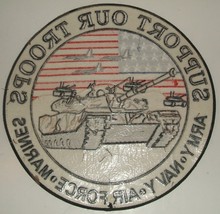 SUPPORT OUR TROOPS
ARMY•NAVY•AIR FORCE•MARINES